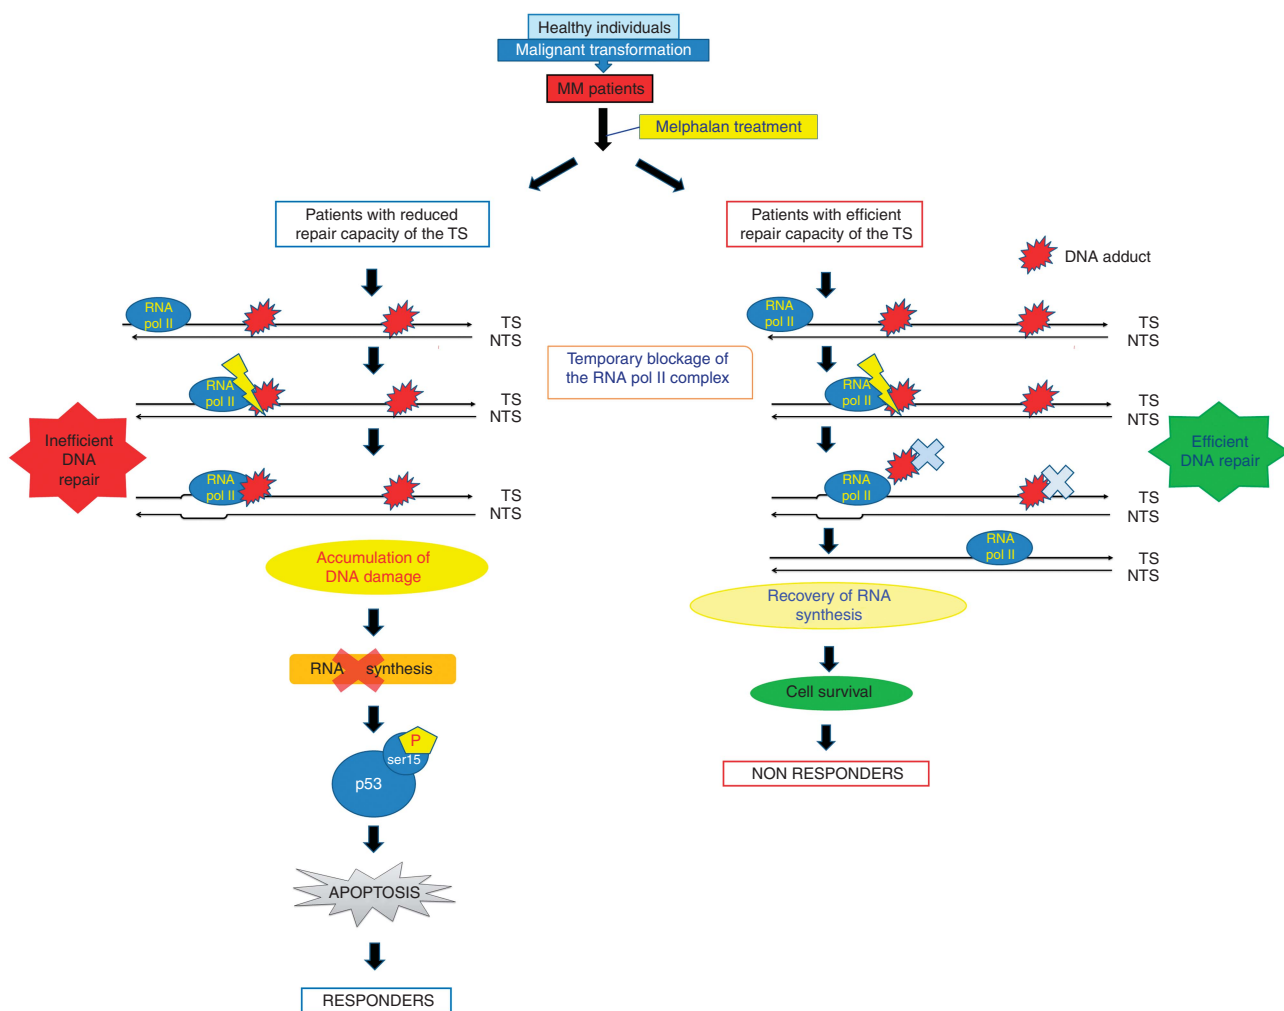 Healthy individuals
Malignant transformation
MM patients
Melphalan treatment
Patients with reduced
repair capacity of the TS
Patients with efficient
repair capacity of the TS
DNA adduct
RNA
pol II
TS
NTS
RNA
pol II
TS
NTS
Temporary blockage of
the RNA pol II complex
RNA
pol II
TS
NTS
RNA
pol II
TS
NTS
Inefficient
DNA
repair
Efficient
DNA repair
RNA
pol II
TS
NTS
RNA
pol II
TS
NTS
RNA
pol II
TS
NTS
Accumulation of
DNA damage
Recovery of RNA
synthesis
RNA synthesis
Cell survival
P
ser15
p53
NON RESPONDERS
APOPTOSIS
RESPONDERS